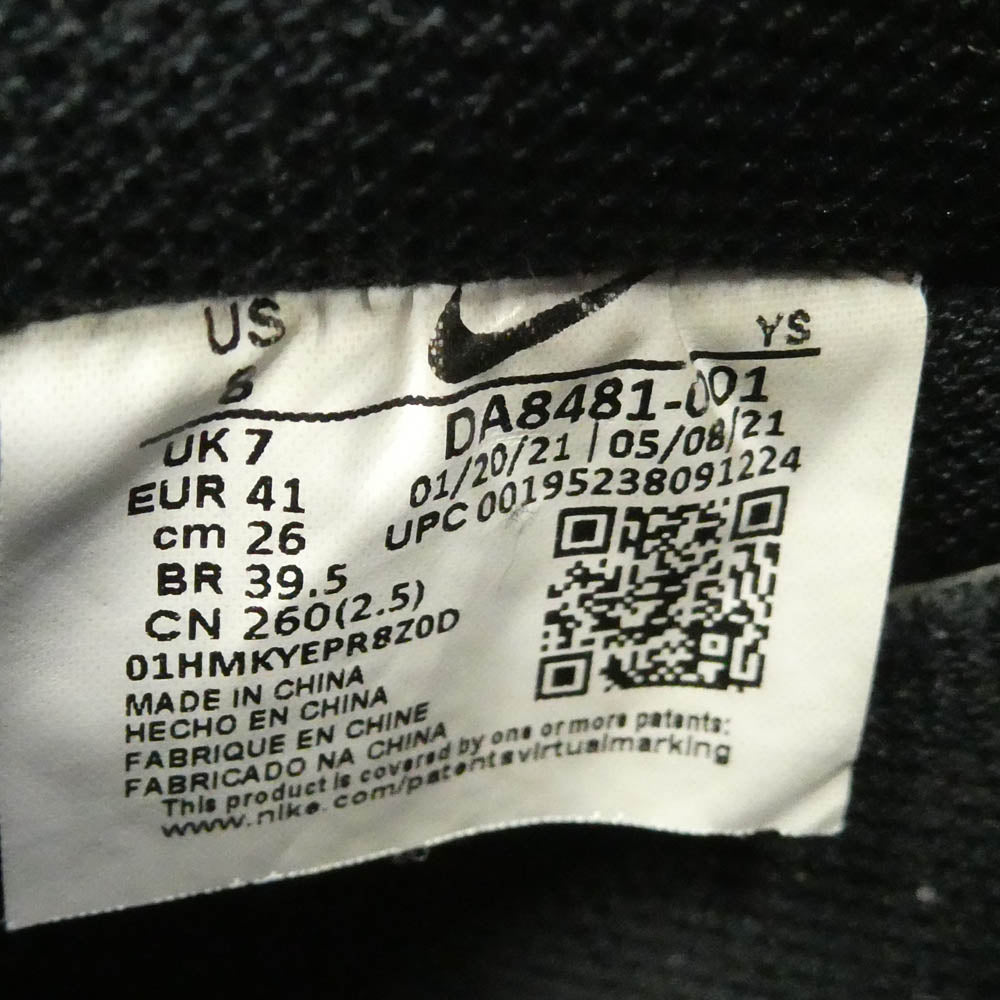 US
8
YS
UK 7
EUR 41
cm 26
BR 39.5
CN 260(2.5)
DA8481-001
01/20/21 | 05/08/21
UPC 00195238091224
01HMKYEPR8Z0D
MADE IN CHINA
HECHO EN CHINA
FABRIQUE EN CHINE
FABRICADO NA CHINA
This product is covered by one or more patents:
www.nike.com/patentsvirtualmarking